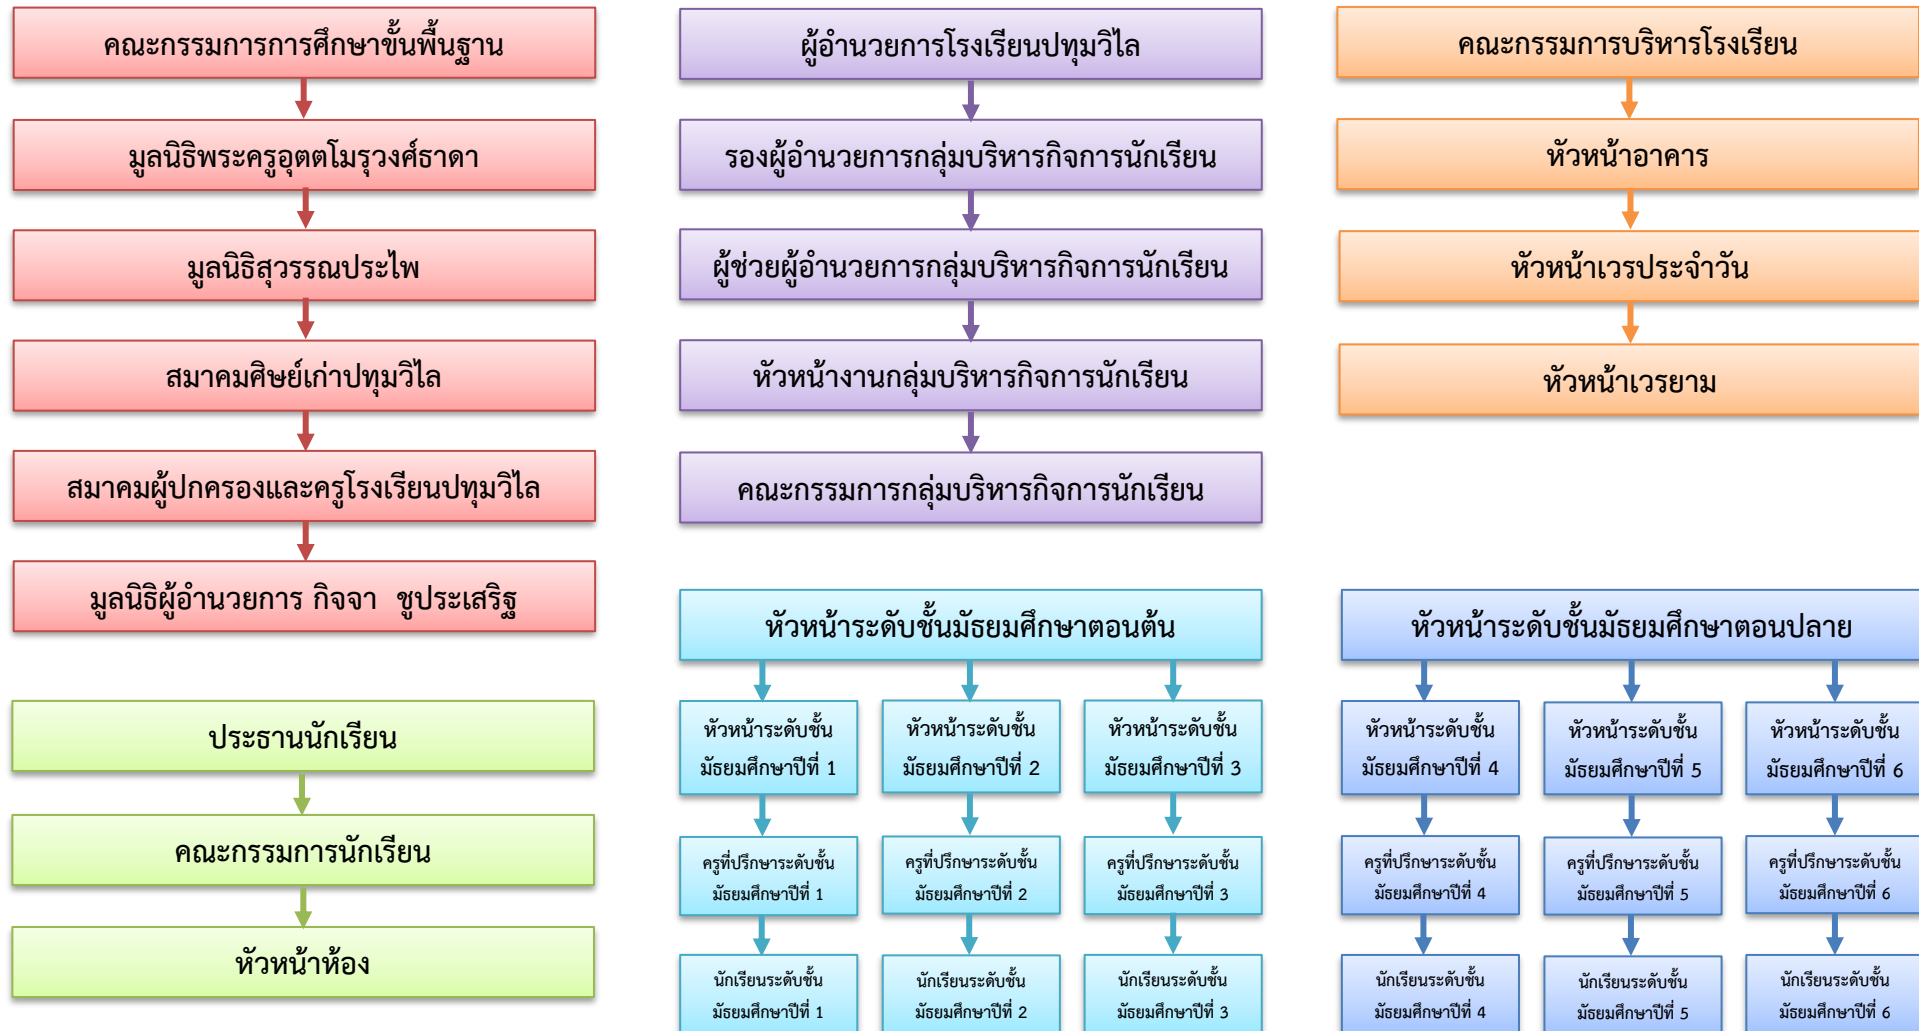 คณะกรรมการการศึกษาขั้นพื้นฐาน
มูลนิธิพระครูอุตตโมรุวงศ์ธาดา
มูลนิธิสุวรรณประไพ
สมาคมศิษย์เก่าปทุมวิไล
สมาคมผู้ปกครองและครูโรงเรียนปทุมวิไล
มูลนิธิผู้อำนวยการ กิจจา ชูประเสริฐ
ผู้อำนวยการโรงเรียนปทุมวิไล
รองผู้อำนวยการกลุ่มบริหารกิจการนักเรียน
ผู้ช่วยผู้อำนวยการกลุ่มบริหารกิจการนักเรียน
หัวหน้างานกลุ่มบริหารกิจการนักเรียน
คณะกรรมการกลุ่มบริหารกิจการนักเรียน
คณะกรรมการบริหารโรงเรียน
หัวหน้าอาคาร
หัวหน้าเวรประจำวัน
หัวหน้าเวรยาม
ประธานนักเรียน
คณะกรรมการนักเรียน
หัวหน้าห้อง
หัวหน้าระดับชั้นมัธยมศึกษาตอนต้น
หัวหน้าระดับชั้น
มัธยมศึกษาปีที่ 1
หัวหน้าระดับชั้น
มัธยมศึกษาปีที่ 2
หัวหน้าระดับชั้น
มัธยมศึกษาปีที่ 3
ครูที่ปรึกษาระดับชั้น
มัธยมศึกษาปีที่ 1
ครูที่ปรึกษาระดับชั้น
มัธยมศึกษาปีที่ 2
ครูที่ปรึกษาระดับชั้น
มัธยมศึกษาปีที่ 3
นักเรียนระดับชั้น
มัธยมศึกษาปีที่ 1
นักเรียนระดับชั้น
มัธยมศึกษาปีที่ 2
นักเรียนระดับชั้น
มัธยมศึกษาปีที่ 3
หัวหน้าระดับชั้นมัธยมศึกษาตอนปลาย
หัวหน้าระดับชั้น
มัธยมศึกษาปีที่ 4
หัวหน้าระดับชั้น
มัธยมศึกษาปีที่ 5
หัวหน้าระดับชั้น
มัธยมศึกษาปีที่ 6
ครูที่ปรึกษาระดับชั้น
มัธยมศึกษาปีที่ 4
ครูที่ปรึกษาระดับชั้น
มัธยมศึกษาปีที่ 5
ครูที่ปรึกษาระดับชั้น
มัธยมศึกษาปีที่ 6
นักเรียนระดับชั้น
มัธยมศึกษาปีที่ 4
นักเรียนระดับชั้น
มัธยมศึกษาปีที่ 5
นักเรียนระดับชั้น
มัธยมศึกษาปีที่ 6